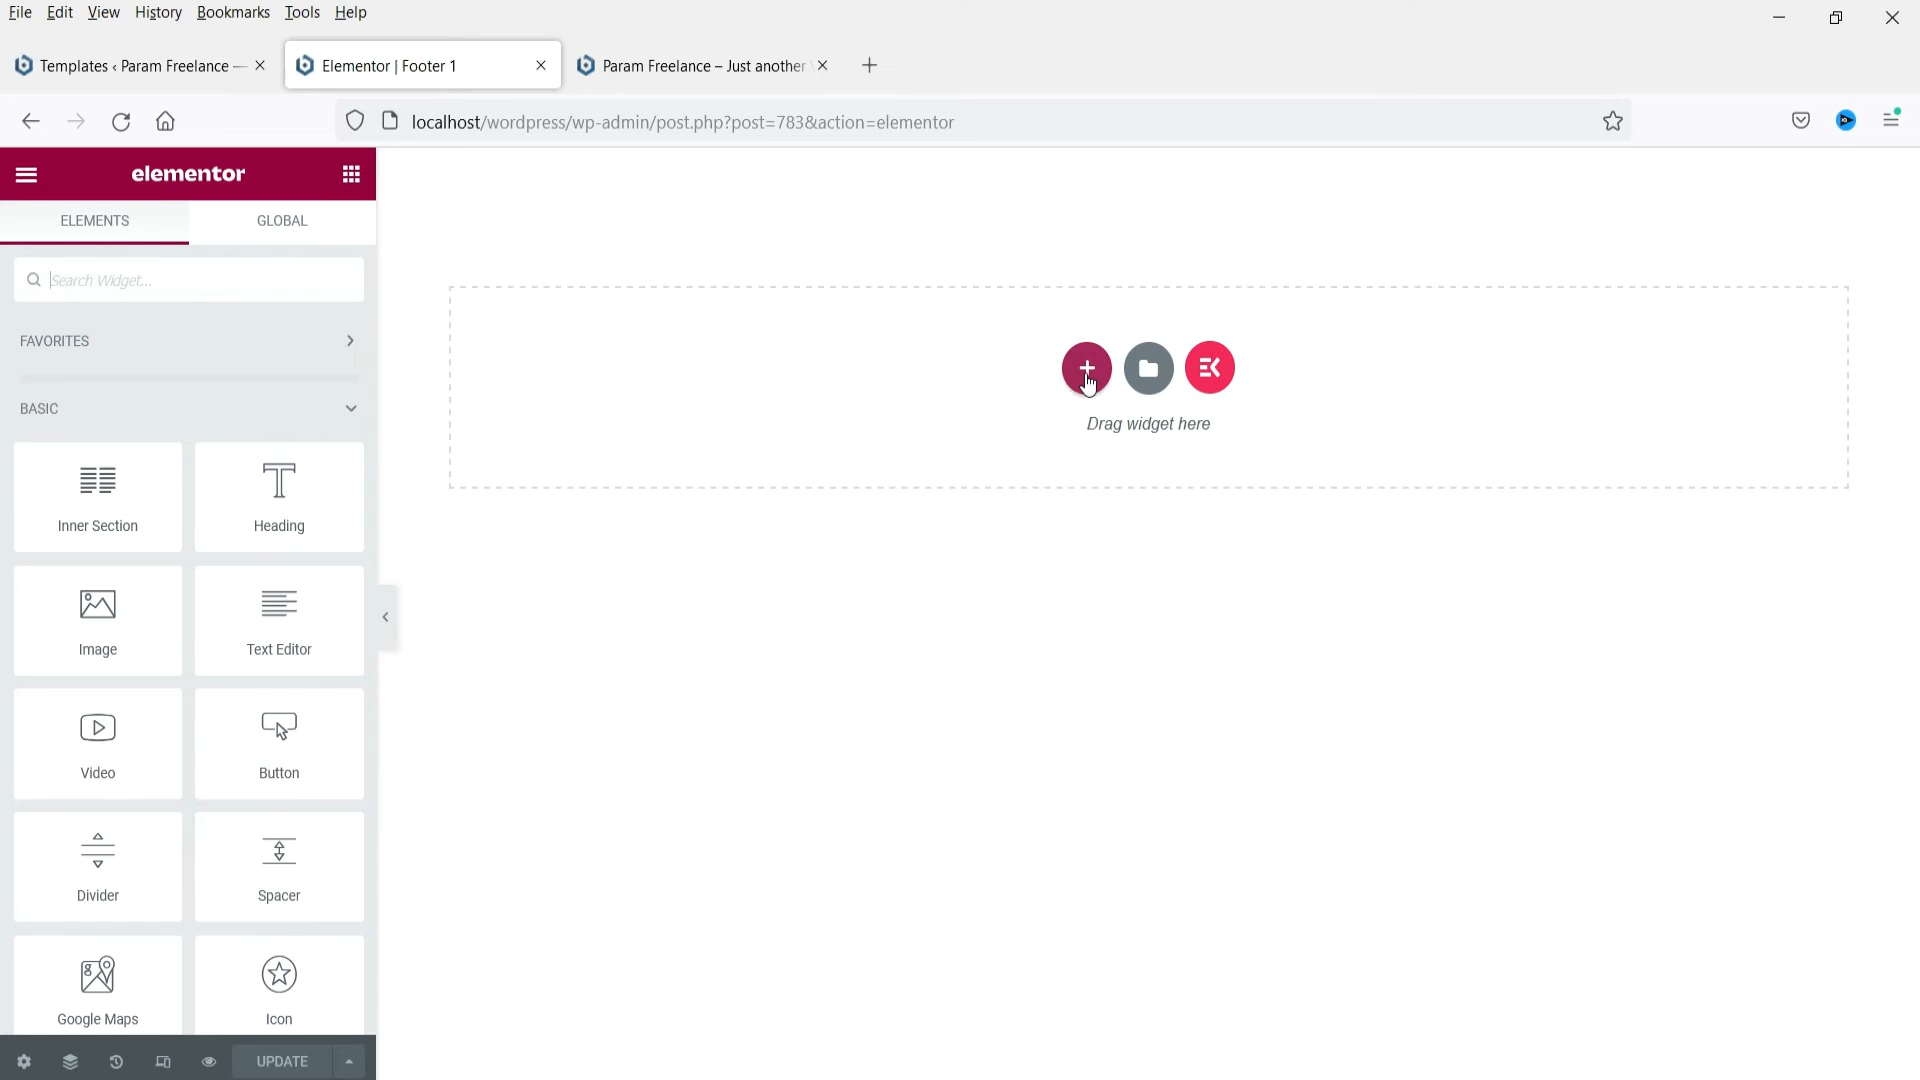 File Edit View History Bookmarks Tools Help
Templates ‹ Param Freelance —
Elementor | Footer 1
Param Freelance – Just another
localhost/wordpress/wp-admin/post.php?post=783&action=elementor
elementor
ELEMENTS GLOBAL
Search Widget...
FAVORITES
BASIC
Inner Section Heading
Image Text Editor
Video Button
Divider Spacer
Google Maps Icon
UPDATE
Drag widget here